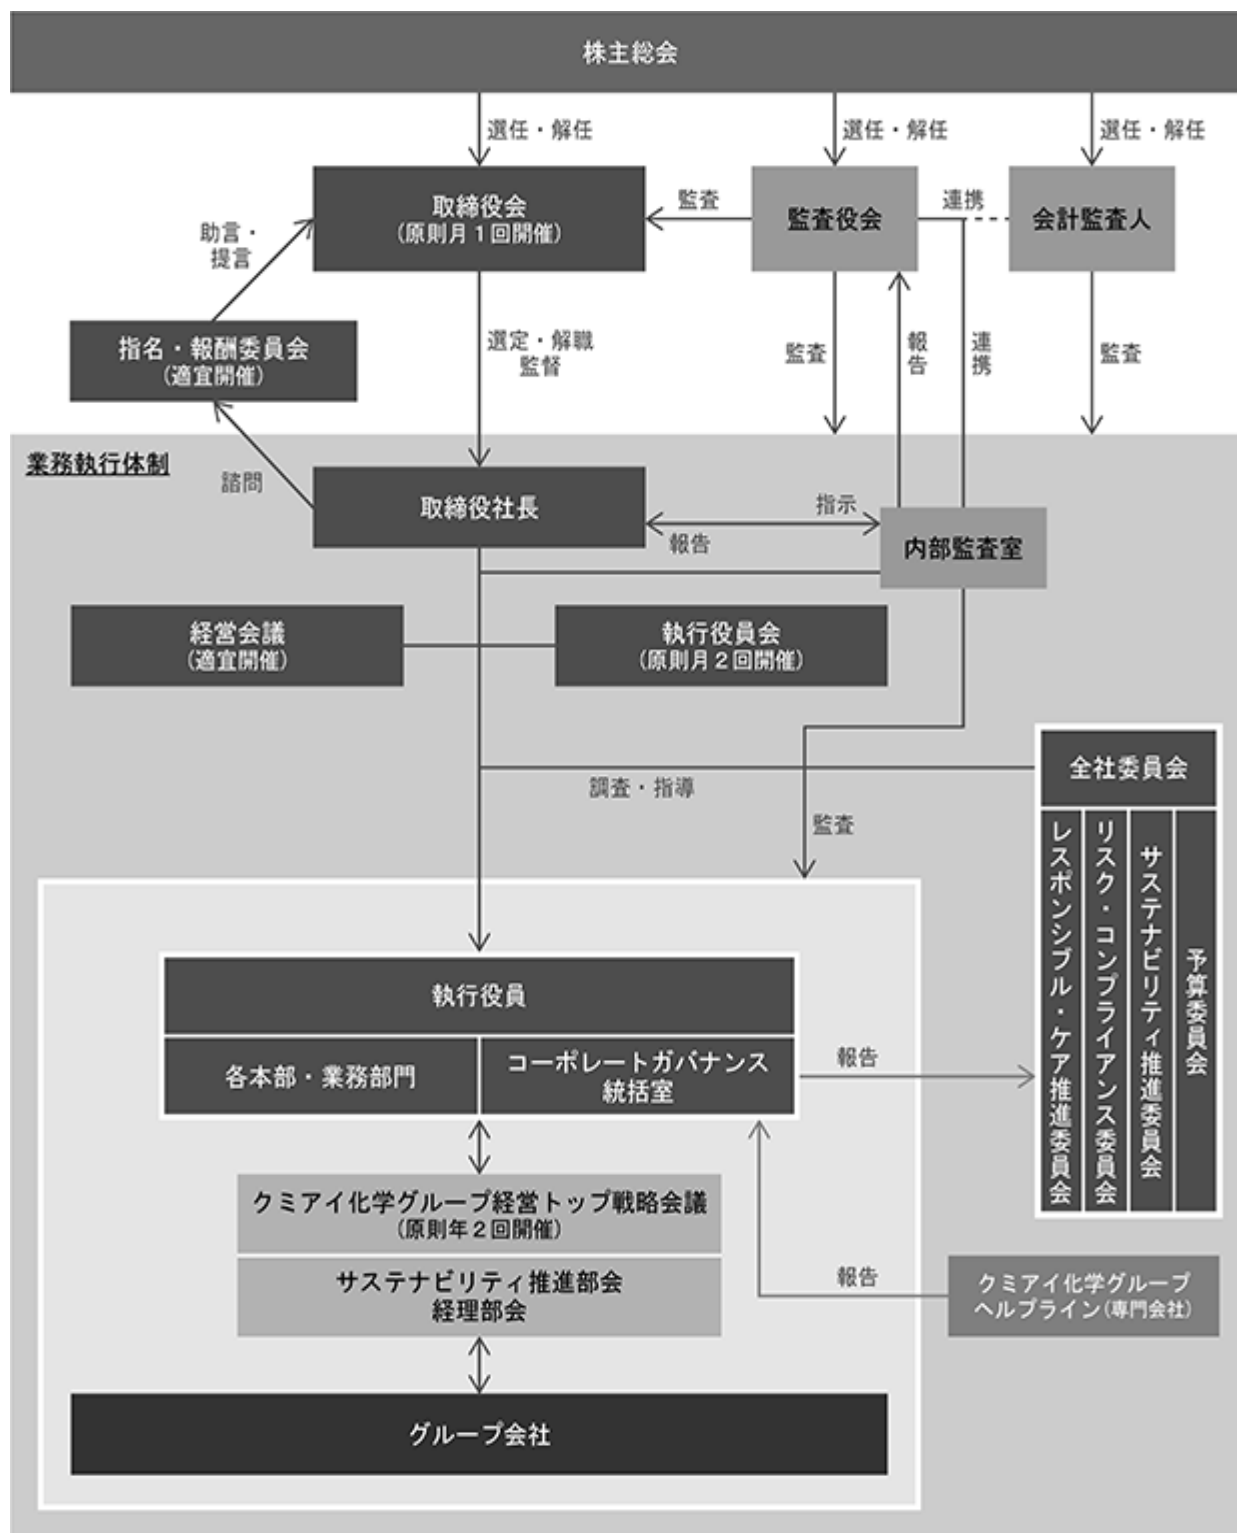 株主総会
選任・解任
選任・解任
選任・解任
取締役会
(原則月1回開催)
監査
監査役会
連携
会計監査人
助言・
提言
指名・報酬委員会
(適宜開催)
選定・解職
監督
監査
報告
連携
監査
業務執行体制
諮問
取締役社長
指示
報告
内部監査室
経営会議
(適宜開催)
執行役員会
(原則月2回開催)
全社委員会
調査・指導
監査
レスポンシブル・ケア推進委員会
リスク・コンプライアンス委員会
サステナビリティ推進委員会
予算委員会
執行役員
各本部・業務部門
コーポレートガバナンス
統括室
報告
クミアイ化学グループ経営トップ戦略会議
(原則年2回開催)
サステナビリティ推進部会
経理部会
報告
クミアイ化学グループ
ヘルプライン(専門会社)
グループ会社